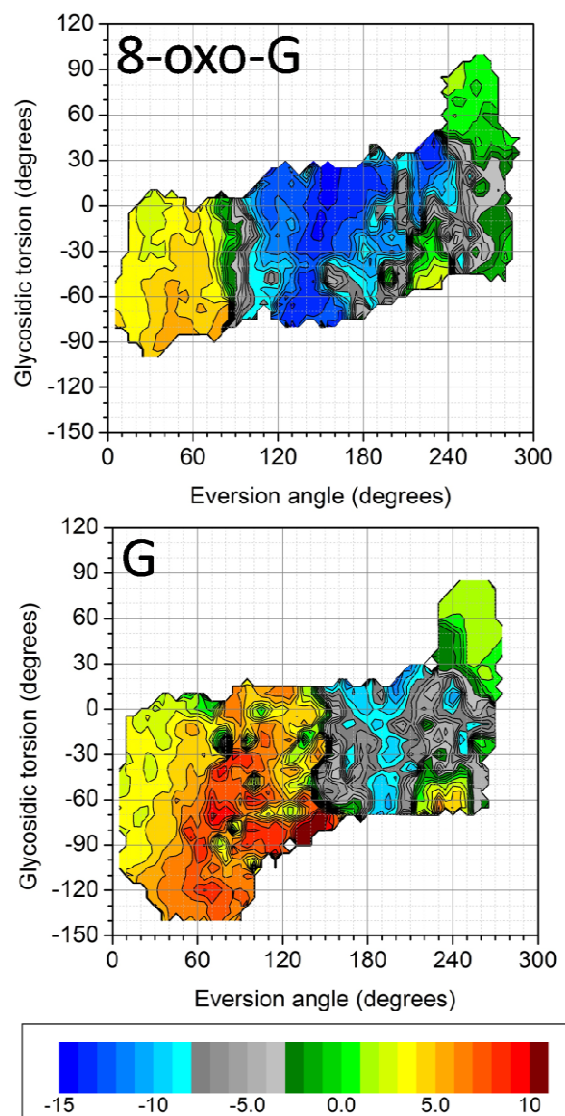 8-oxo-G
Glycosidic torsion (degrees)
120
90
60
30
0
-30
-60
-90
-120
-150
0 60 120 180 240 300
Eversion angle (degrees)
G
Glycosidic torsion (degrees)
120
90
60
30
0
-30
-60
-90
-120
-150
0 60 120 180 240 300
Eversion angle (degrees)
-15 -10 -5.0 0.0 5.0 10